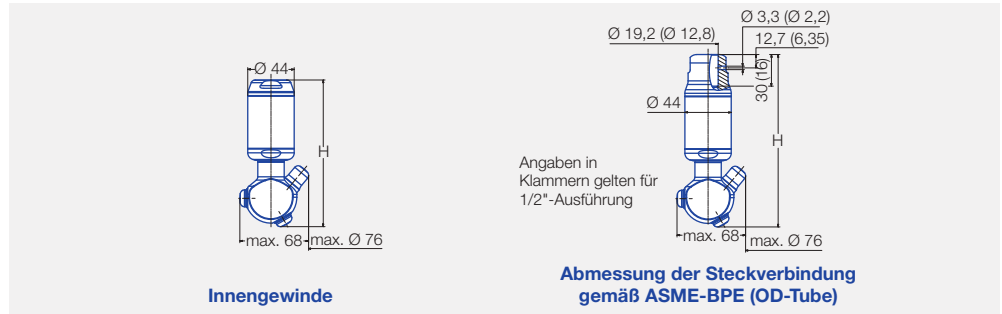 Ø 44
H
max. 68
max. Ø 76
Innengewinde
Ø 3,3 (Ø 2,2)
Ø 19,2 (Ø 12,8)
12,7 (6,35)
30 (16)
Ø 44
H
Angaben in
Klammern gelten für
1/2"-Ausführung
max. 68
max. Ø 76
Abmessung der Steckverbindung
gemäß ASME-BPE (OD-Tube)